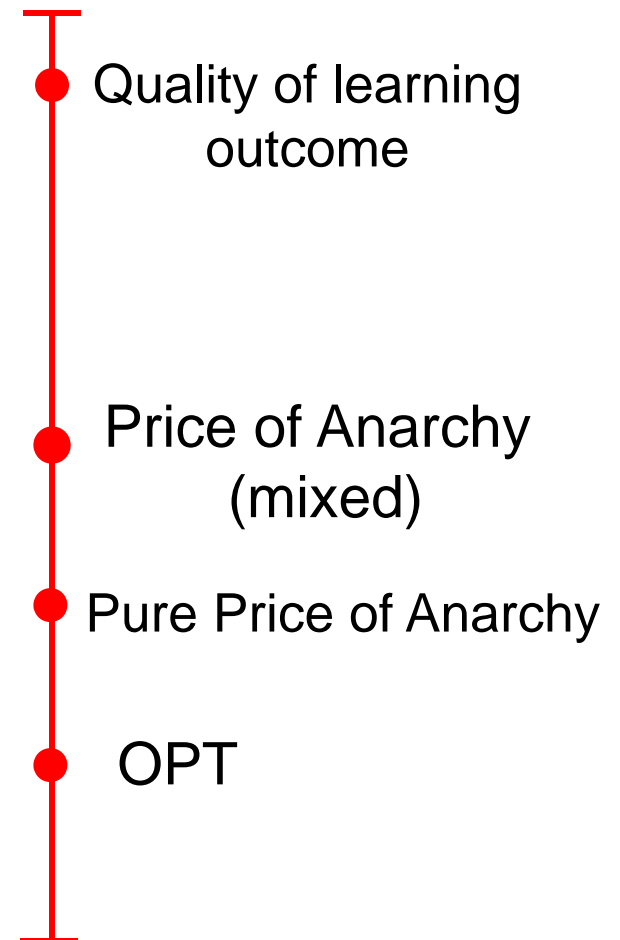 Quality of learning
outcome
Price of Anarchy
(mixed)
Pure Price of Anarchy
OPT